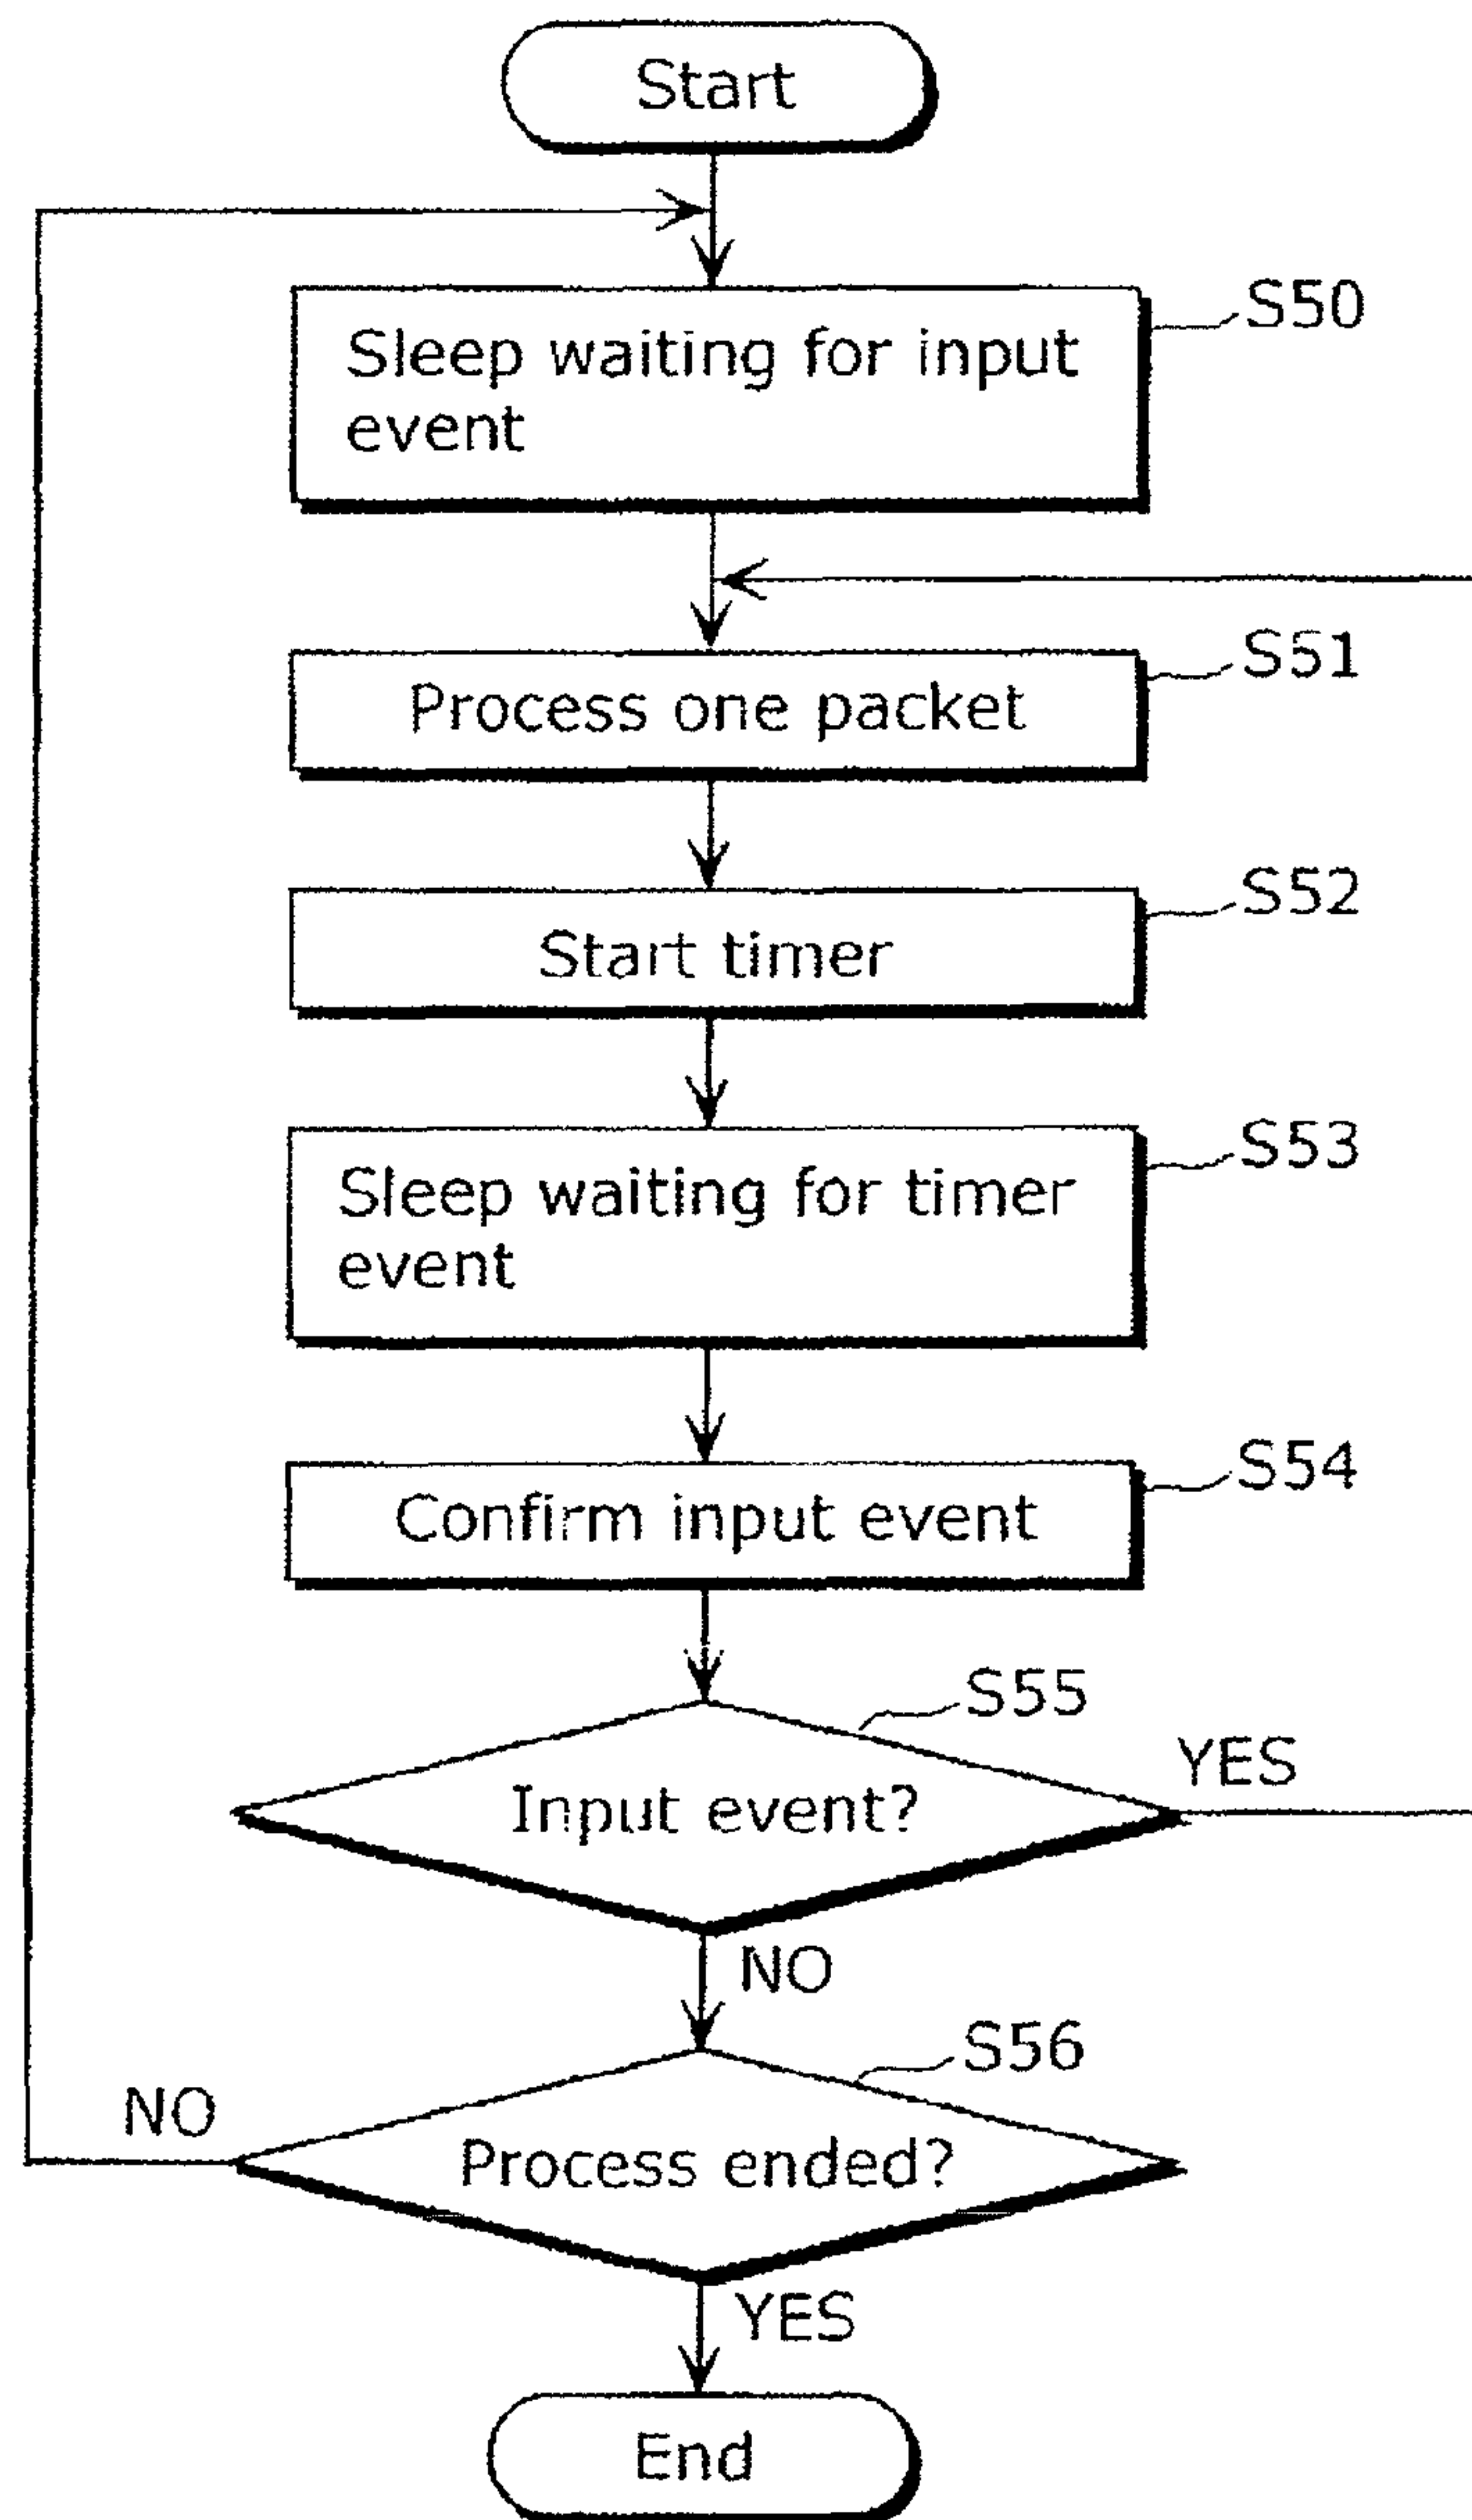 Start
S50
Sleep waiting for input
event
S51
Process one packet
S52
Start timer
S53
Sleep waiting for timer
event
S54
Confirm input event
S55
YES
Input event?
NO
S56
NO
Process ended?
YES
End